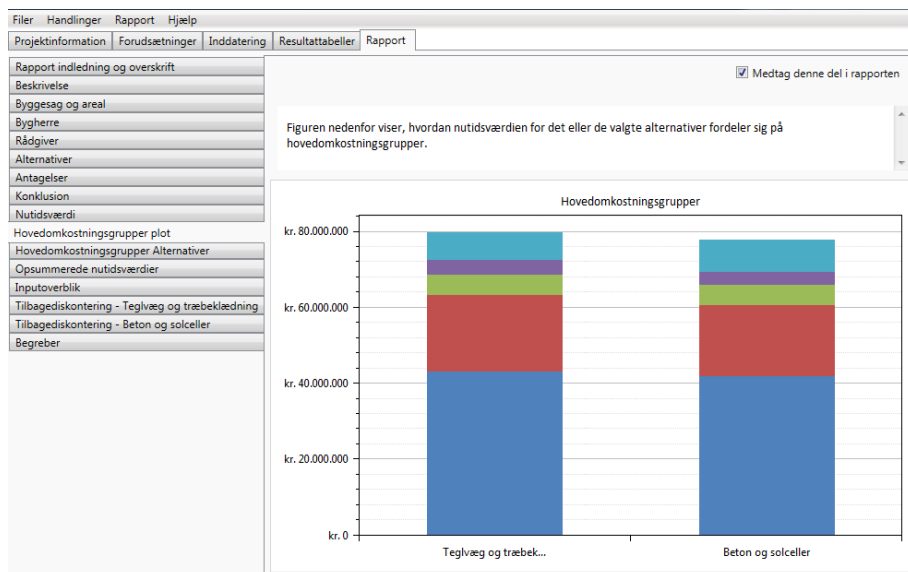 Filer Handlinger Rapport Hjælp
Projektinformation Forudsætninger Inddatering Resultattabeller Rapport
Rapport indledning og overskrift
Beskrivelse
Byggesag og areal
Bygherre
Rådgiver
Alternativer
Antagelser
Konklusion
Nutidsværdi
Hovedomkostningsgrupper plot
Hovedomkostningsgrupper Alternativer
Opsummerede nutidsværdier
Inputoverblik
Tilbagediskontering - Teglvæg og træbeklædning
Tilbagediskontering - Beton og solceller
Begreber
Medtag denne del i rapporten
Figuren nedenfor viser, hvordan nutidsværdien for det eller de valgte alternativer fordeler sig på
hovedomkostningsgrupper.
Hovedomkostningsgrupper
kr. 80.000.000
kr. 60.000.000
kr. 40.000.000
kr. 20.000.000
kr. 0
Teglvæg og træbek...
Beton og solceller